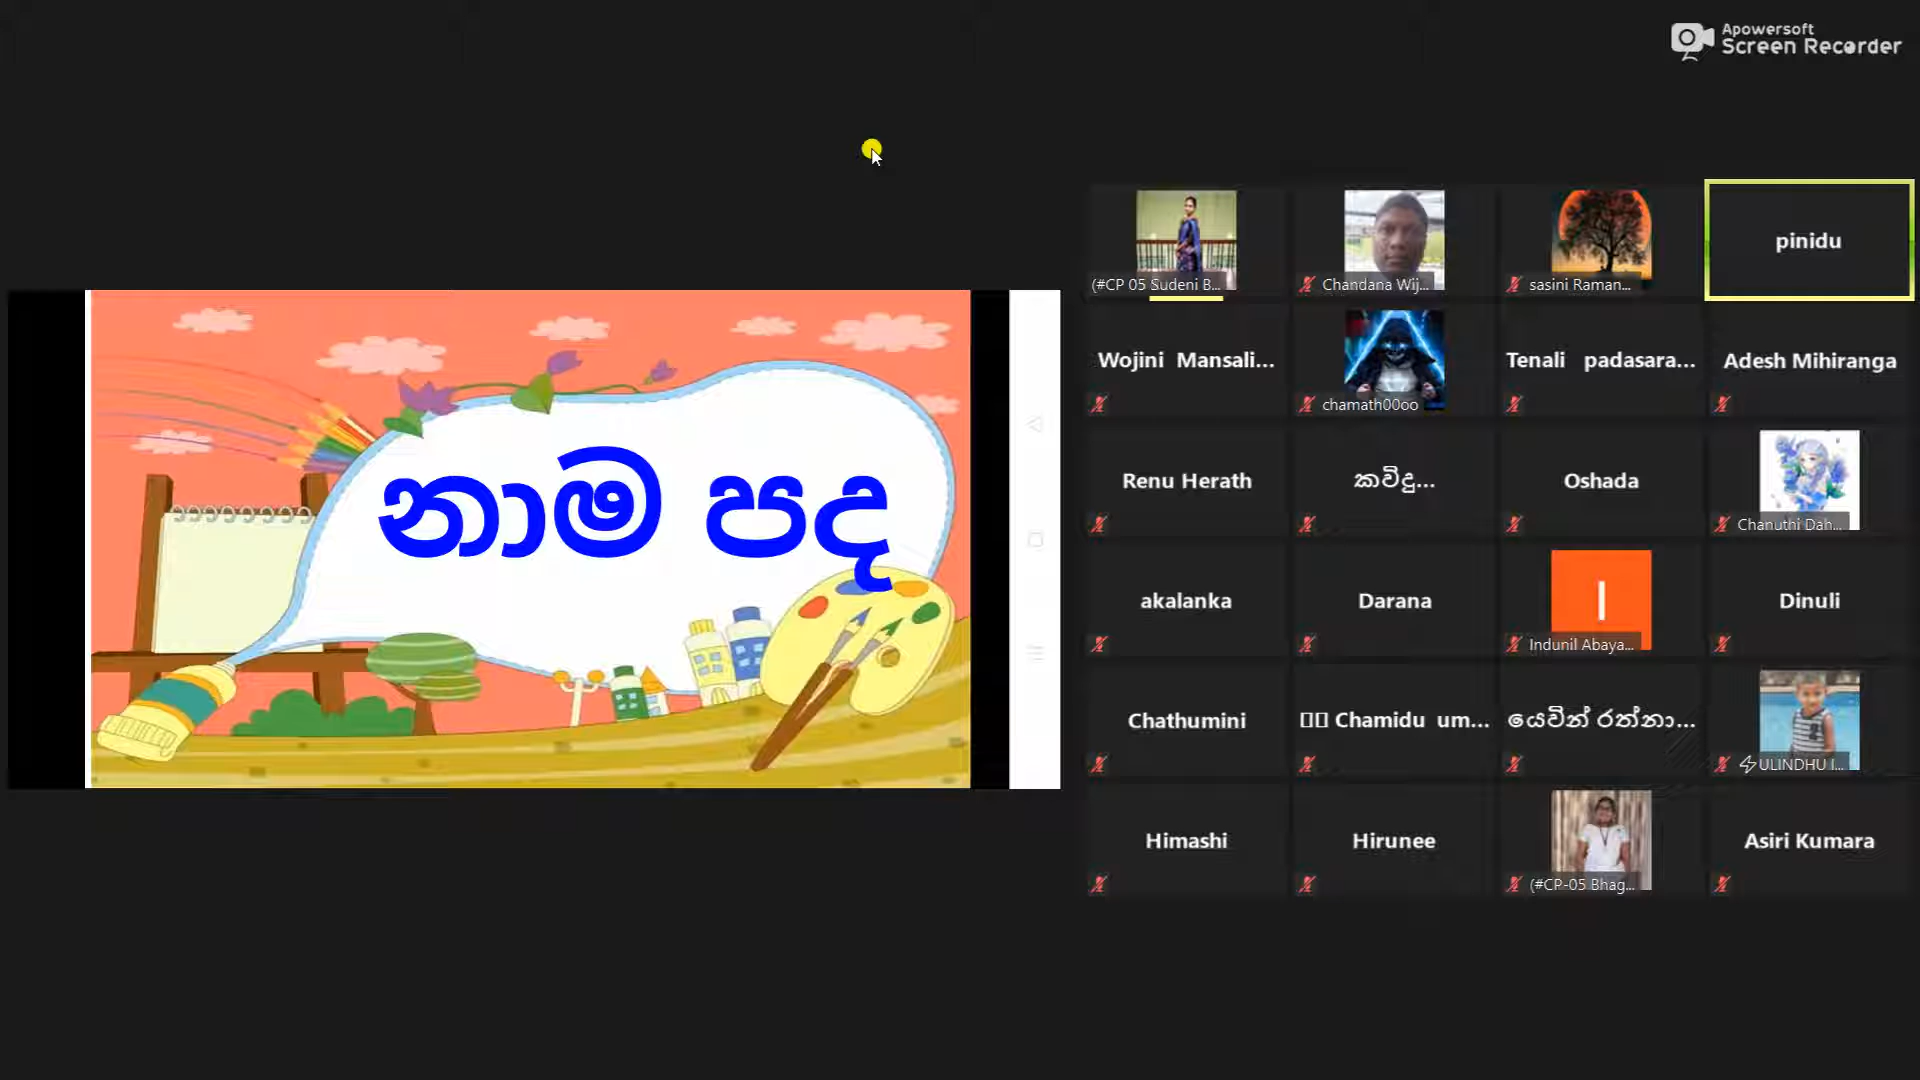 Apowersoft
Screen Recorder
නාම පද
(#CP 05 Sudeni B...
Chandana Wij...
sasini Raman...
pinidu
Wojini Mansali...
chamath00oo
Tenali padasara...
Adesh Mihiranga
Renu Herath
කවිදු...
Oshada
Chanuthi Dah...
akalanka
Darana
I
Indunil Abaya...
Dinuli
Chathumini
▯▯ Chamidu um...
යෙවින් රත්නා...
ULINDHU I...
Himashi
Hirunee
(#CP-05 Bhag...
Asiri Kumara